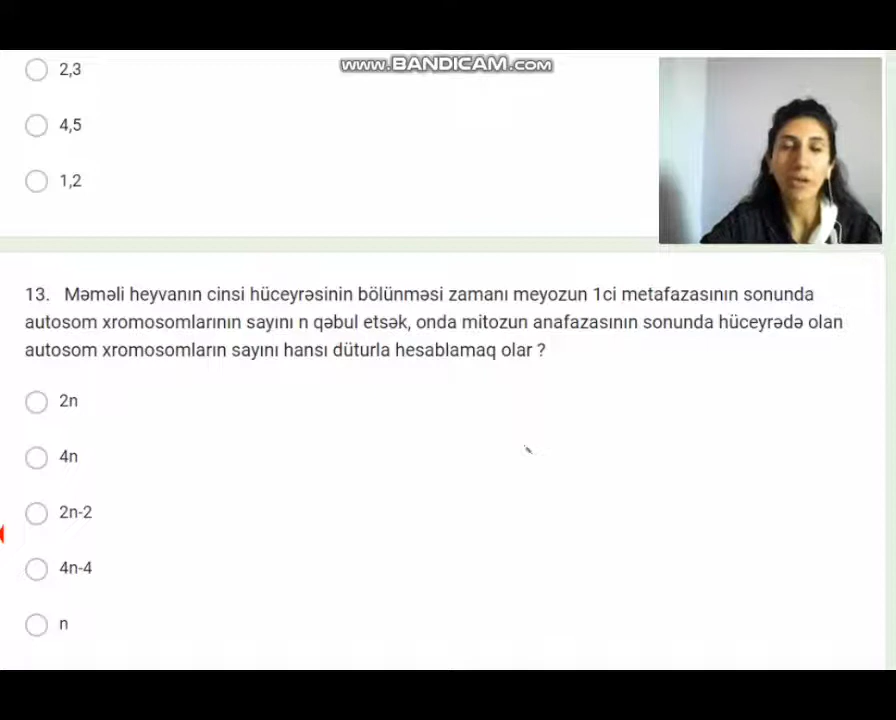 www.BANDICAM.com
2,3
4,5
1,2
13. Məməli heyvanın cinsi hüceyrəsinin bölünməsi zamanı meyozun 1ci metafazasının sonunda
autosom xromosomlarının sayını n qəbul etsək, onda mitozun anafazasının sonunda hüceyrədə olan
autosom xromosomların sayını hansı düturla hesablamaq olar ?
2n
4n
2n-2
4n-4
n